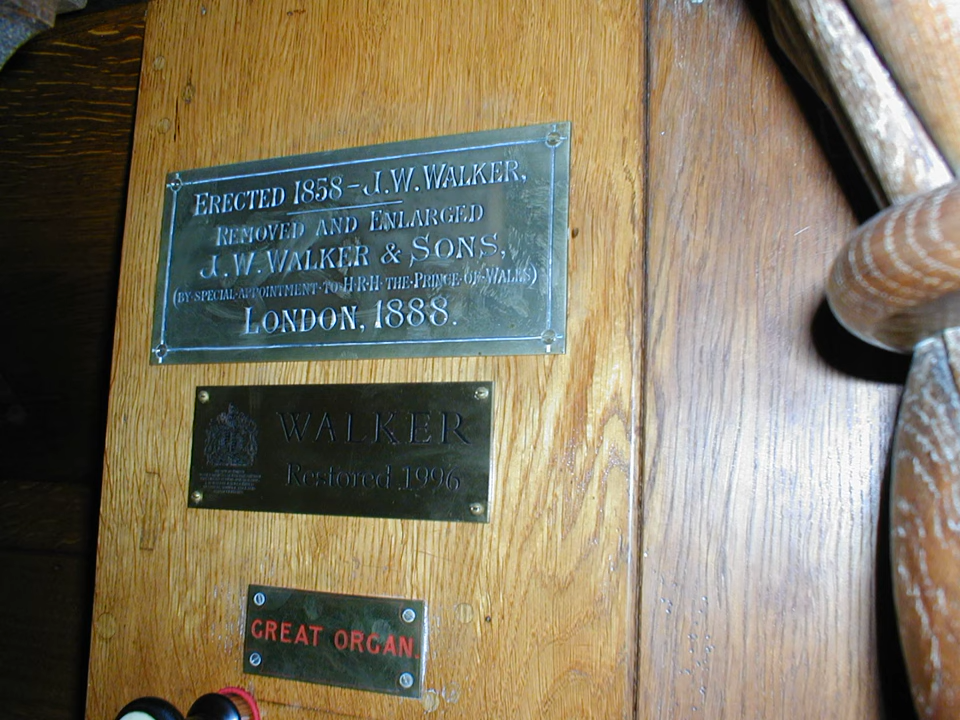 ERECTED 1858 - J.W. WALKER,
REMOVED AND ENLARGED
J.W. WALKER & SONS,
(BY·SPECIAL·APPOINTMENT·TO·H·R·H·THE·PRINCE·OF·WALES)
LONDON, 1888.
WALKER
Restored 1996
GREAT ORGAN.